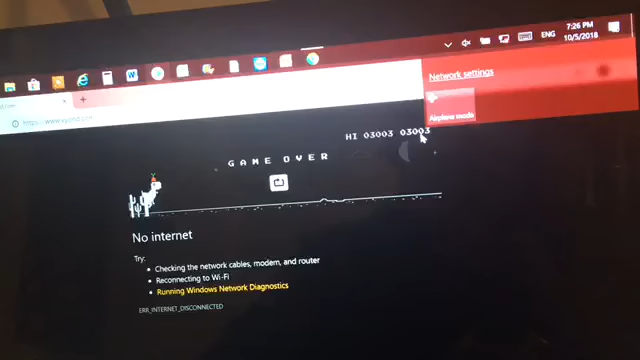 7:26 PM
ENG
10/5/2018
Network settings
Airplane mode
HI 03003 03003
GAME OVER
No internet
Try:
Checking the network cables, modem, and router
Reconnecting to Wi-Fi
Running Windows Network Diagnostics
ERR_INTERNET_DISCONNECTED